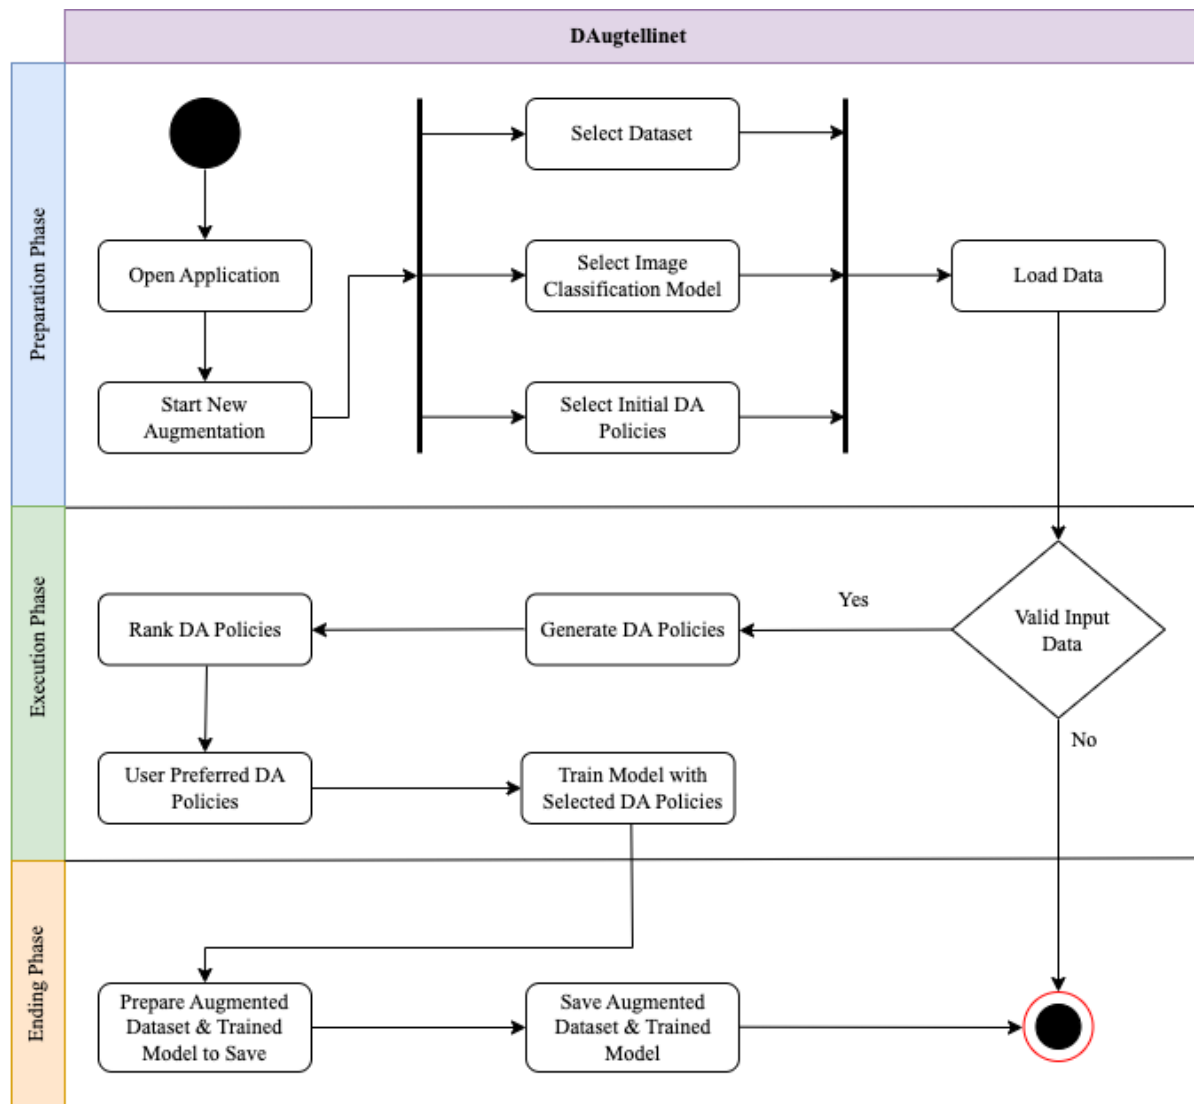 DAugtellinet
Preparation Phase
Select Dataset
Open Application
Select Image
Classification Model
Load Data
Start New
Augmentation
Select Initial DA
Policies
Execution Phase
Rank DA Policies
Generate DA Policies
Yes
Valid Input
Data
No
User Preferred DA
Policies
Train Model with
Selected DA Policies
Ending Phase
Prepare Augmented
Dataset & Trained
Model to Save
Save Augmented
Dataset & Trained
Model